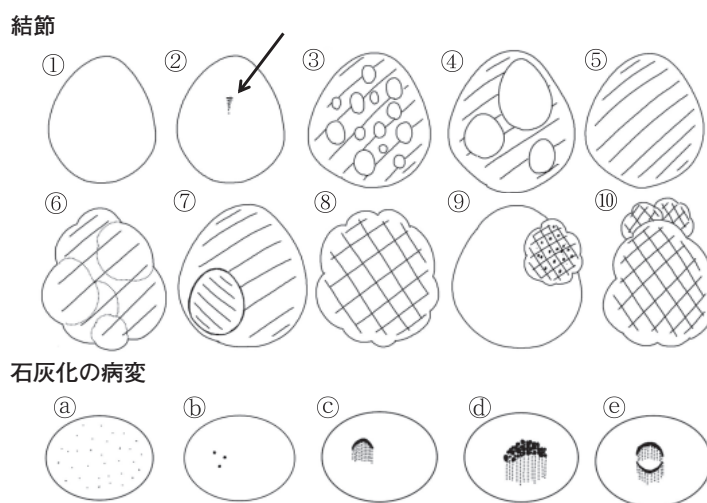 結節
① ② ③ ④ ⑤
⑥ ⑦ ⑧ ⑨ ⑩
石灰化の病変
ⓐ ⓑ ⓒ ⓓ ⓔ